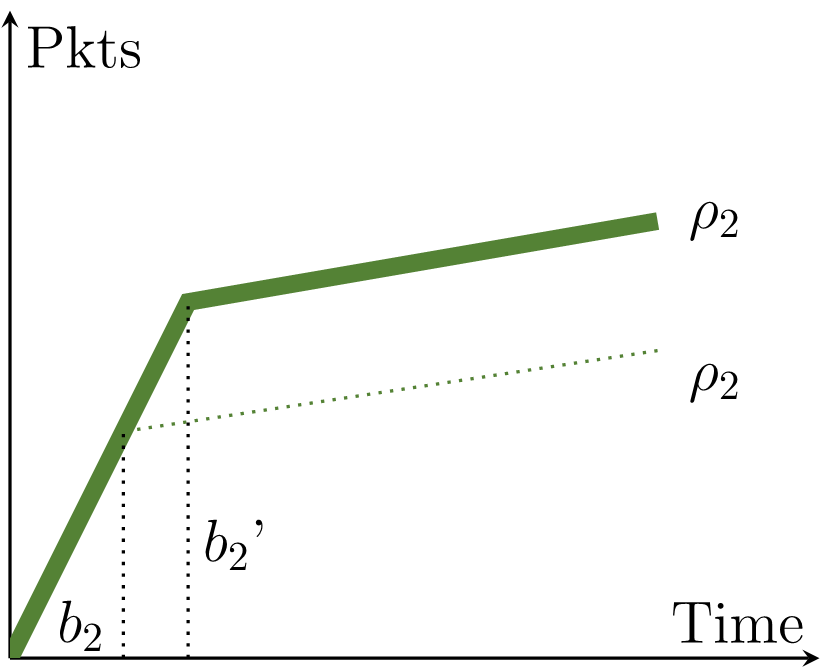 Pkts
ρ₂
ρ₂
b₂'
b₂
Time